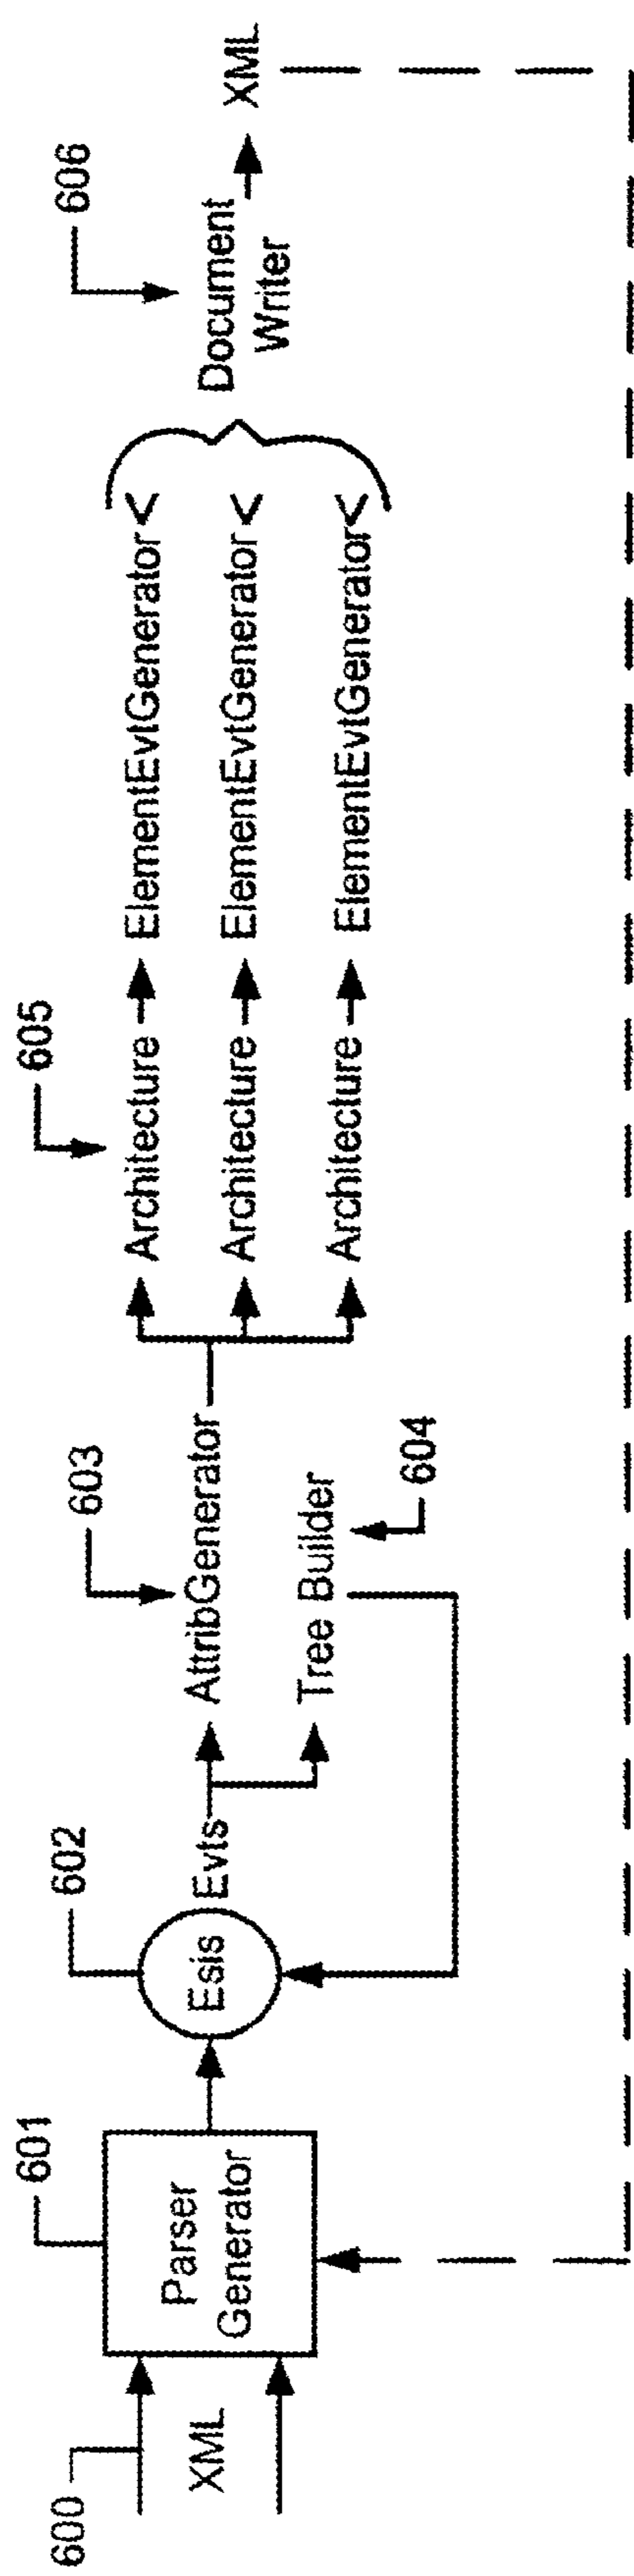 600
XML
601
Parser
Generator
602
Esis
Evts
603
AttribGenerator
604
Tree Builder
605
Architecture
ElementEvtGenerator
<
Architecture
ElementEvtGenerator
<
Architecture
ElementEvtGenerator
<
606
Document
Writer
XML